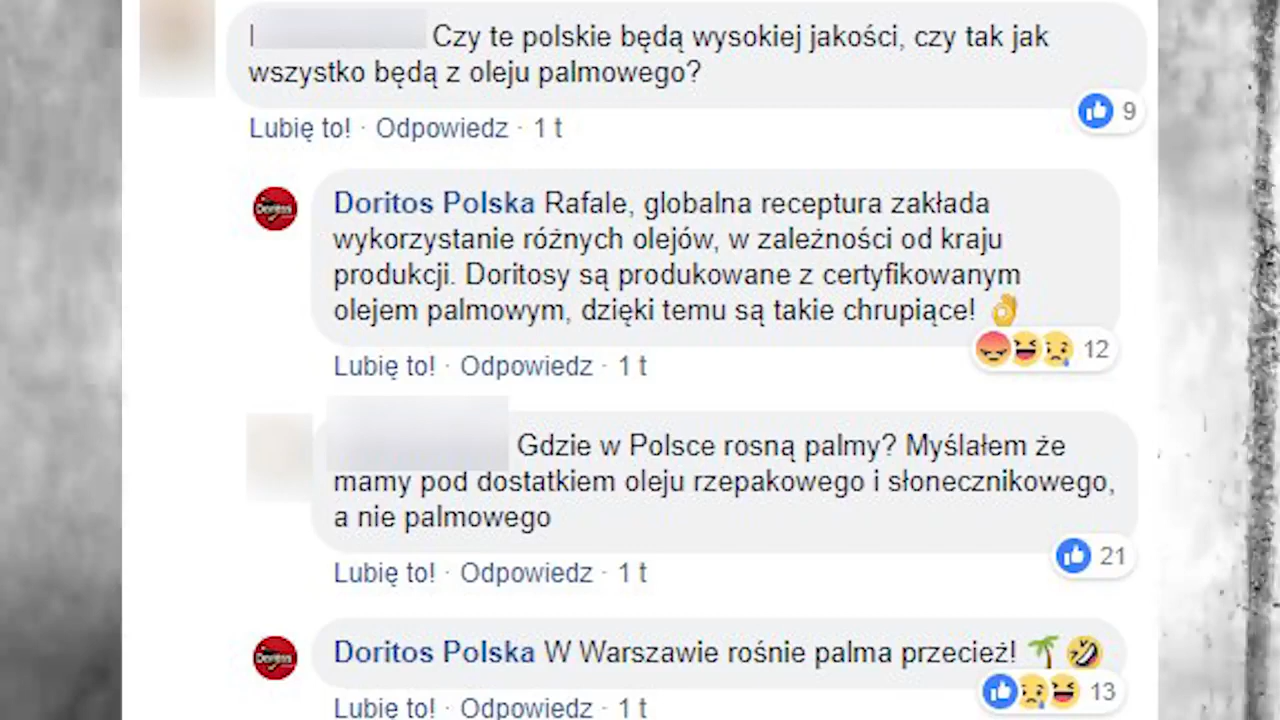 Czy te polskie będą wysokiej jakości, czy tak jak
wszystko będą z oleju palmowego?
9
Lubię to! · Odpowiedz · 1 t
Doritos
Doritos Polska Rafale, globalna receptura zakłada
wykorzystanie różnych olejów, w zależności od kraju
produkcji. Doritosy są produkowane z certyfikowanym
olejem palmowym, dzięki temu są takie chrupiące! 👌
12
Lubię to! · Odpowiedz · 1 t
Gdzie w Polsce rosną palmy? Myślałem że
mamy pod dostatkiem oleju rzepakowego i słonecznikowego,
a nie palmowego
21
Lubię to! · Odpowiedz · 1 t
Doritos
Doritos Polska W Warszawie rośnie palma przecież! 🌴🤣
13
Lubię to! · Odpowiedz · 1 t